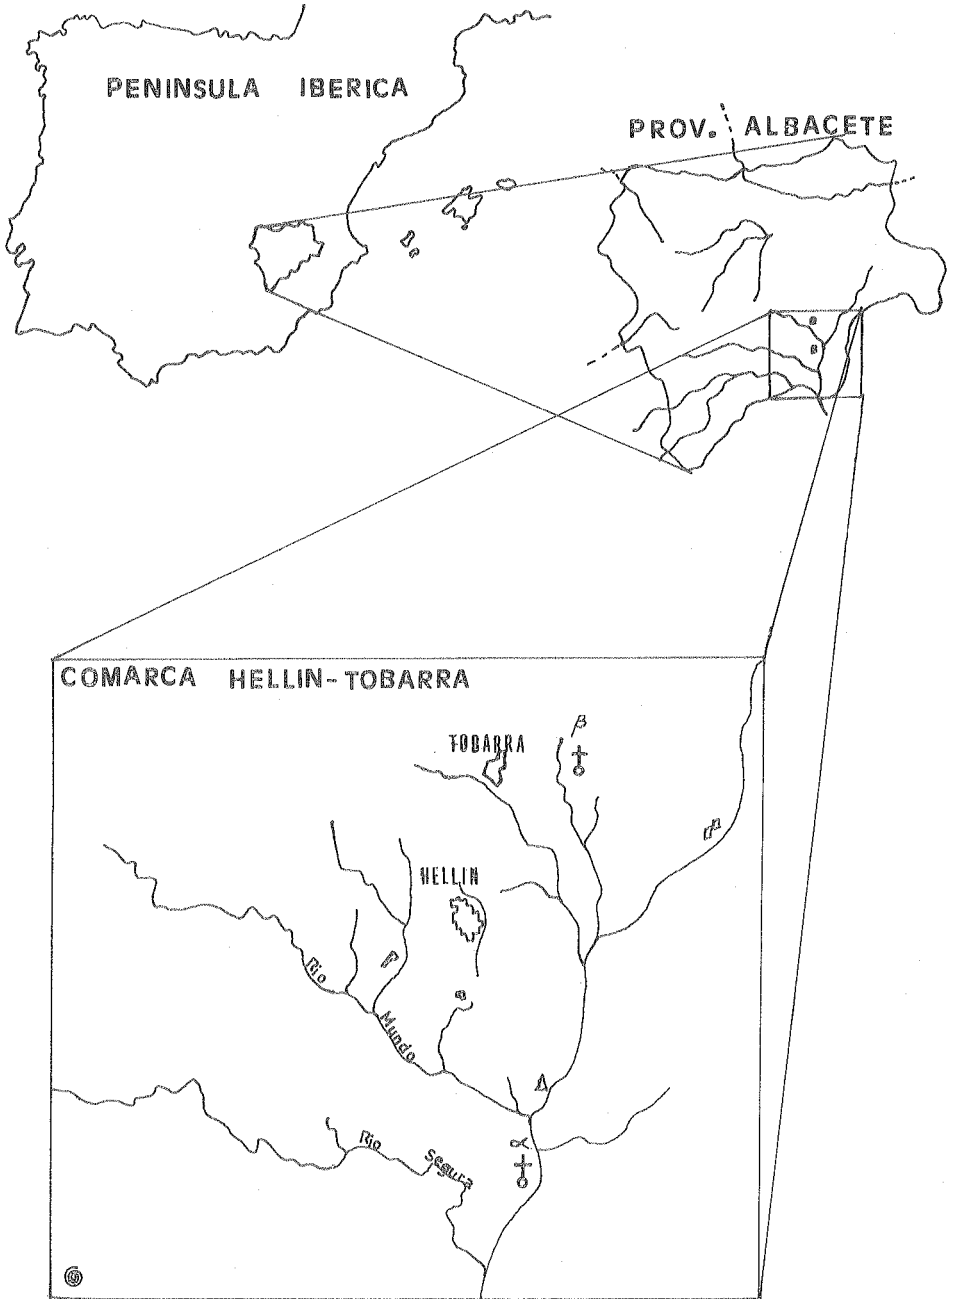 PENINSULA IBERICA
PROV. ALBACETE
COMARCA HELLIN-TOBARRA
β
TOBARRA
HELLIN
Rio
Mundo
α
Rio
Segura